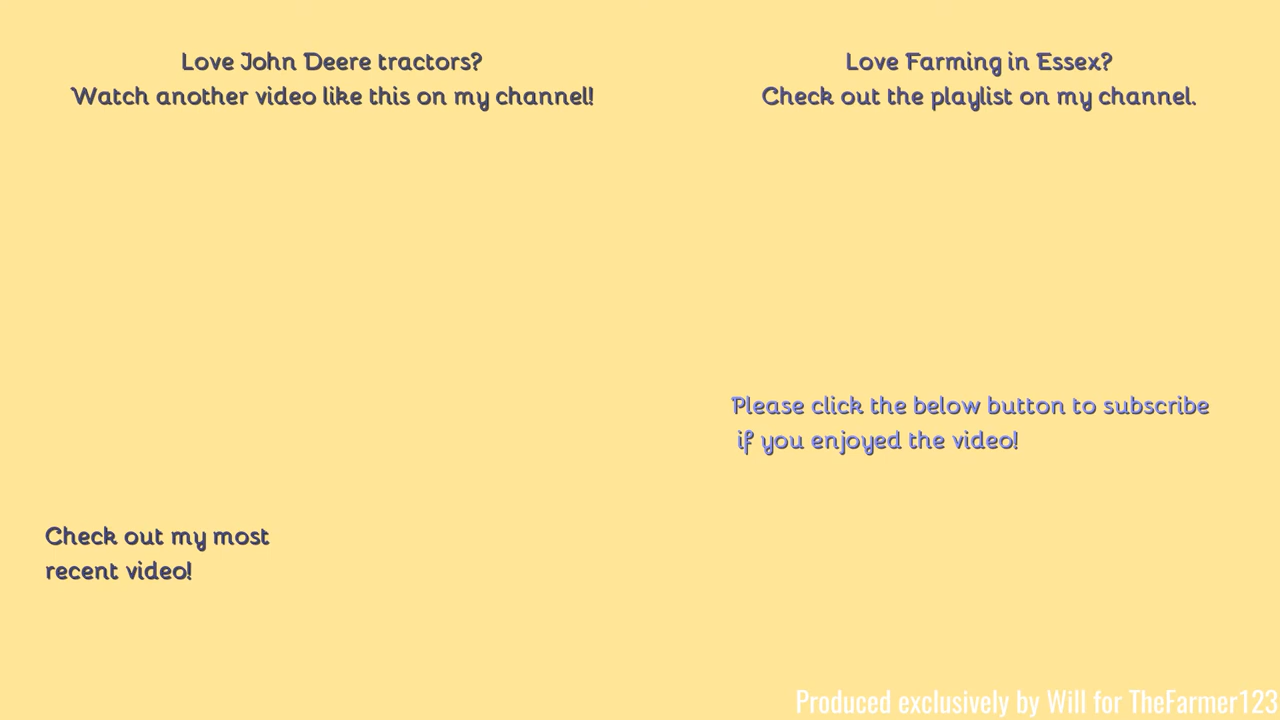 Love John Deere tractors?
Watch another video like this on my channel!
Love Farming in Essex?
Check out the playlist on my channel.
Please click the below button to subscribe
if you enjoyed the video!
Check out my most
recent video!
Produced exclusively by Will for TheFarmer123